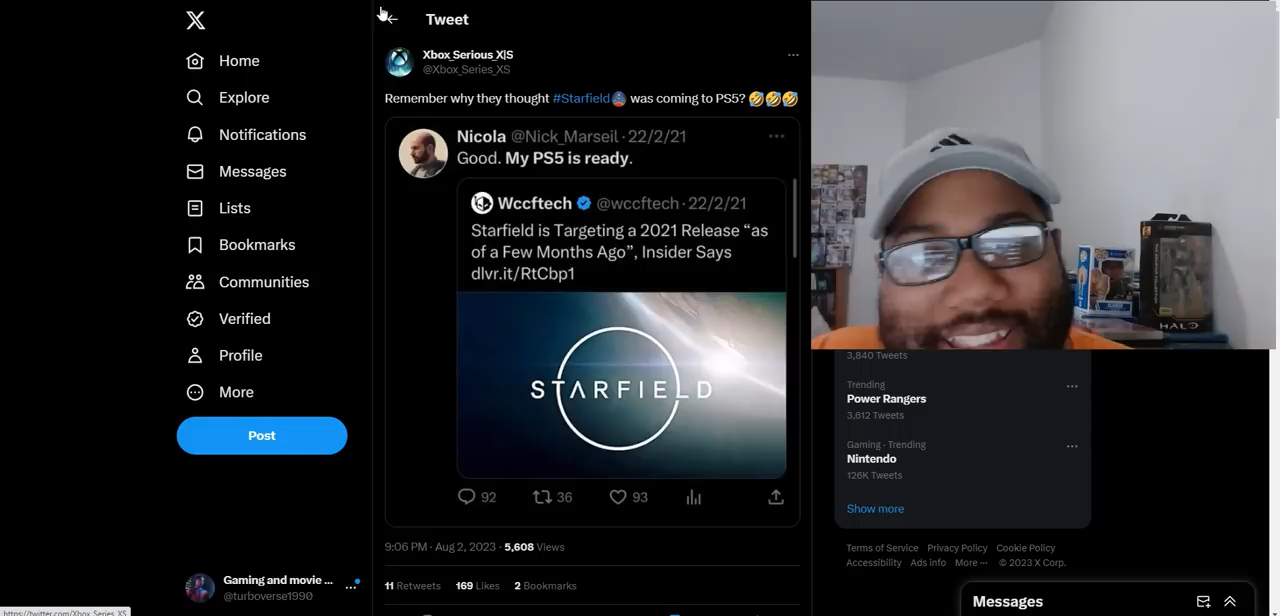 X
Home
Explore
Notifications
Messages
Lists
Bookmarks
Communities
Verified
Profile
More
Post
Gaming and movie ...
@turboverse1990
https://twitter.com/Xbox_Series_XS
Tweet
Xbox_Serious_X|S
@Xbox_Series_XS
Remember why they thought #Starfield was coming to PS5? 🤣🤣🤣
Nicola @Nick_Marseil · 22/2/21
Good. My PS5 is ready.
Wccftech @wccftech · 22/2/21
Starfield is Targeting a 2021 Release “as
of a Few Months Ago”, Insider Says
dlvr.it/RtCbp1
STARFIELD
92 36 93
9:06 PM · Aug 2, 2023 · 5,608 Views
11 Retweets 169 Likes 2 Bookmarks
HALO
3,840 Tweets
Trending
Power Rangers
3,612 Tweets
Gaming · Trending
Nintendo
126K Tweets
Show more
Terms of Service Privacy Policy Cookie Policy
Accessibility Ads info More ··· © 2023 X Corp.
Messages